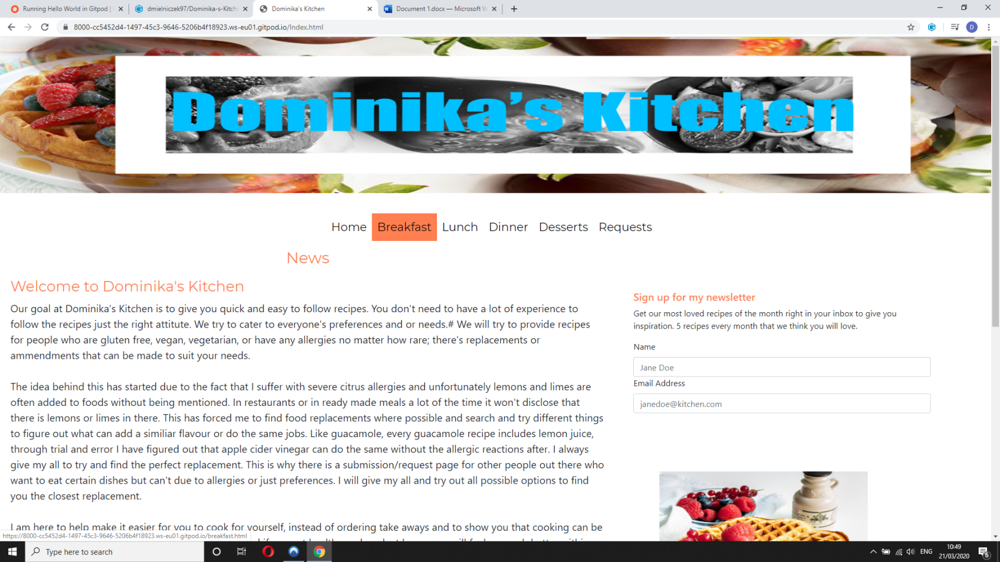 Running Hello World in Gitpod |
dmielniczek97/Dominika-s-Kitche
Dominika's Kitchen
Document 1.docx — Microsoft W
8000-cc5452d4-1497-45c3-9646-5206b4f18923.ws-eu01.gitpod.io/Index.html
D
Dominika's Kitchen
Home Breakfast Lunch Dinner Desserts Requests
News
Welcome to Dominika's Kitchen
Our goal at Dominika's Kitchen is to give you quick and easy to follow recipes. You don't need to have a lot of experience to
follow the recipes just the right attitute. We try to cater to everyone's preferences and or needs.# We will try to provide recipes
for people who are gluten free, vegan, vegetarian, or have any allergies no matter how rare; there's replacements or
ammendments that can be made to suit your needs.
The idea behind this has started due to the fact that I suffer with severe citrus allergies and unfortunately lemons and limes are
often added to foods without being mentioned. In restaurants or in ready made meals a lot of the time it won't disclose that
there is lemons or limes in there. This has forced me to find food replacements where possible and search and try different things
to figure out what can add a similiar flavour or do the same jobs. Like guacamole, every guacamole recipe includes lemon juice,
through trial and error I have figured out that apple cider vinegar can do the same without the allergic reactions after. I always
give my all to try and find the perfect replacement. This is why there is a submission/request page for other people out there who
want to eat certain dishes but can't due to allergies or just preferences. I will give my all and try out all possible options to find
you the closest replacement.
I am here to help make it easier for you to cook for yourself, instead of ordering take aways and to show you that cooking can be
Sign up for my newsletter
Get our most loved recipes of the month right in your inbox to give you
inspiration. 5 recipes every month that we think you will love.
Name
Jane Doe
Email Address
janedoe@kitchen.com
https://8000-cc5452d4-1497-45c3-9646-5206b4f18923.ws-eu01.gitpod.io/breakfast.html
Type here to search
ENG
10:49
21/03/2020
6